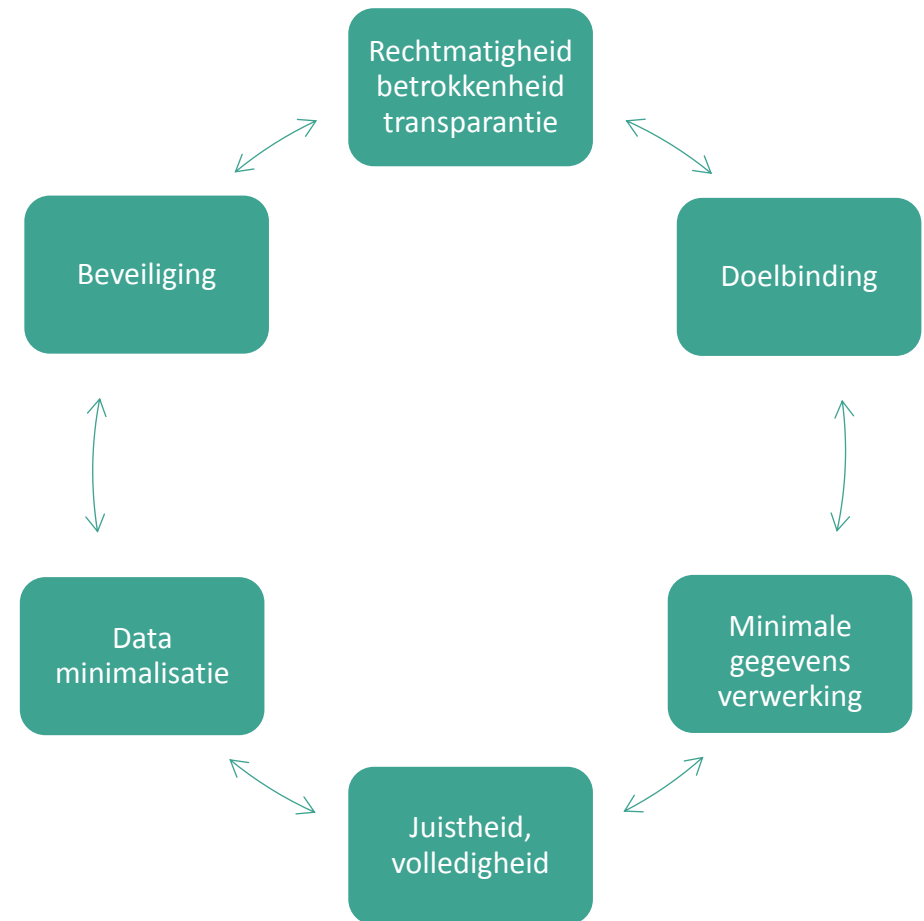 Rechtmatigheid
betrokkenheid
transparantie
Doelbinding
Minimale
gegevens
verwerking
Juistheid,
volledigheid
Data
minimalisatie
Beveiliging